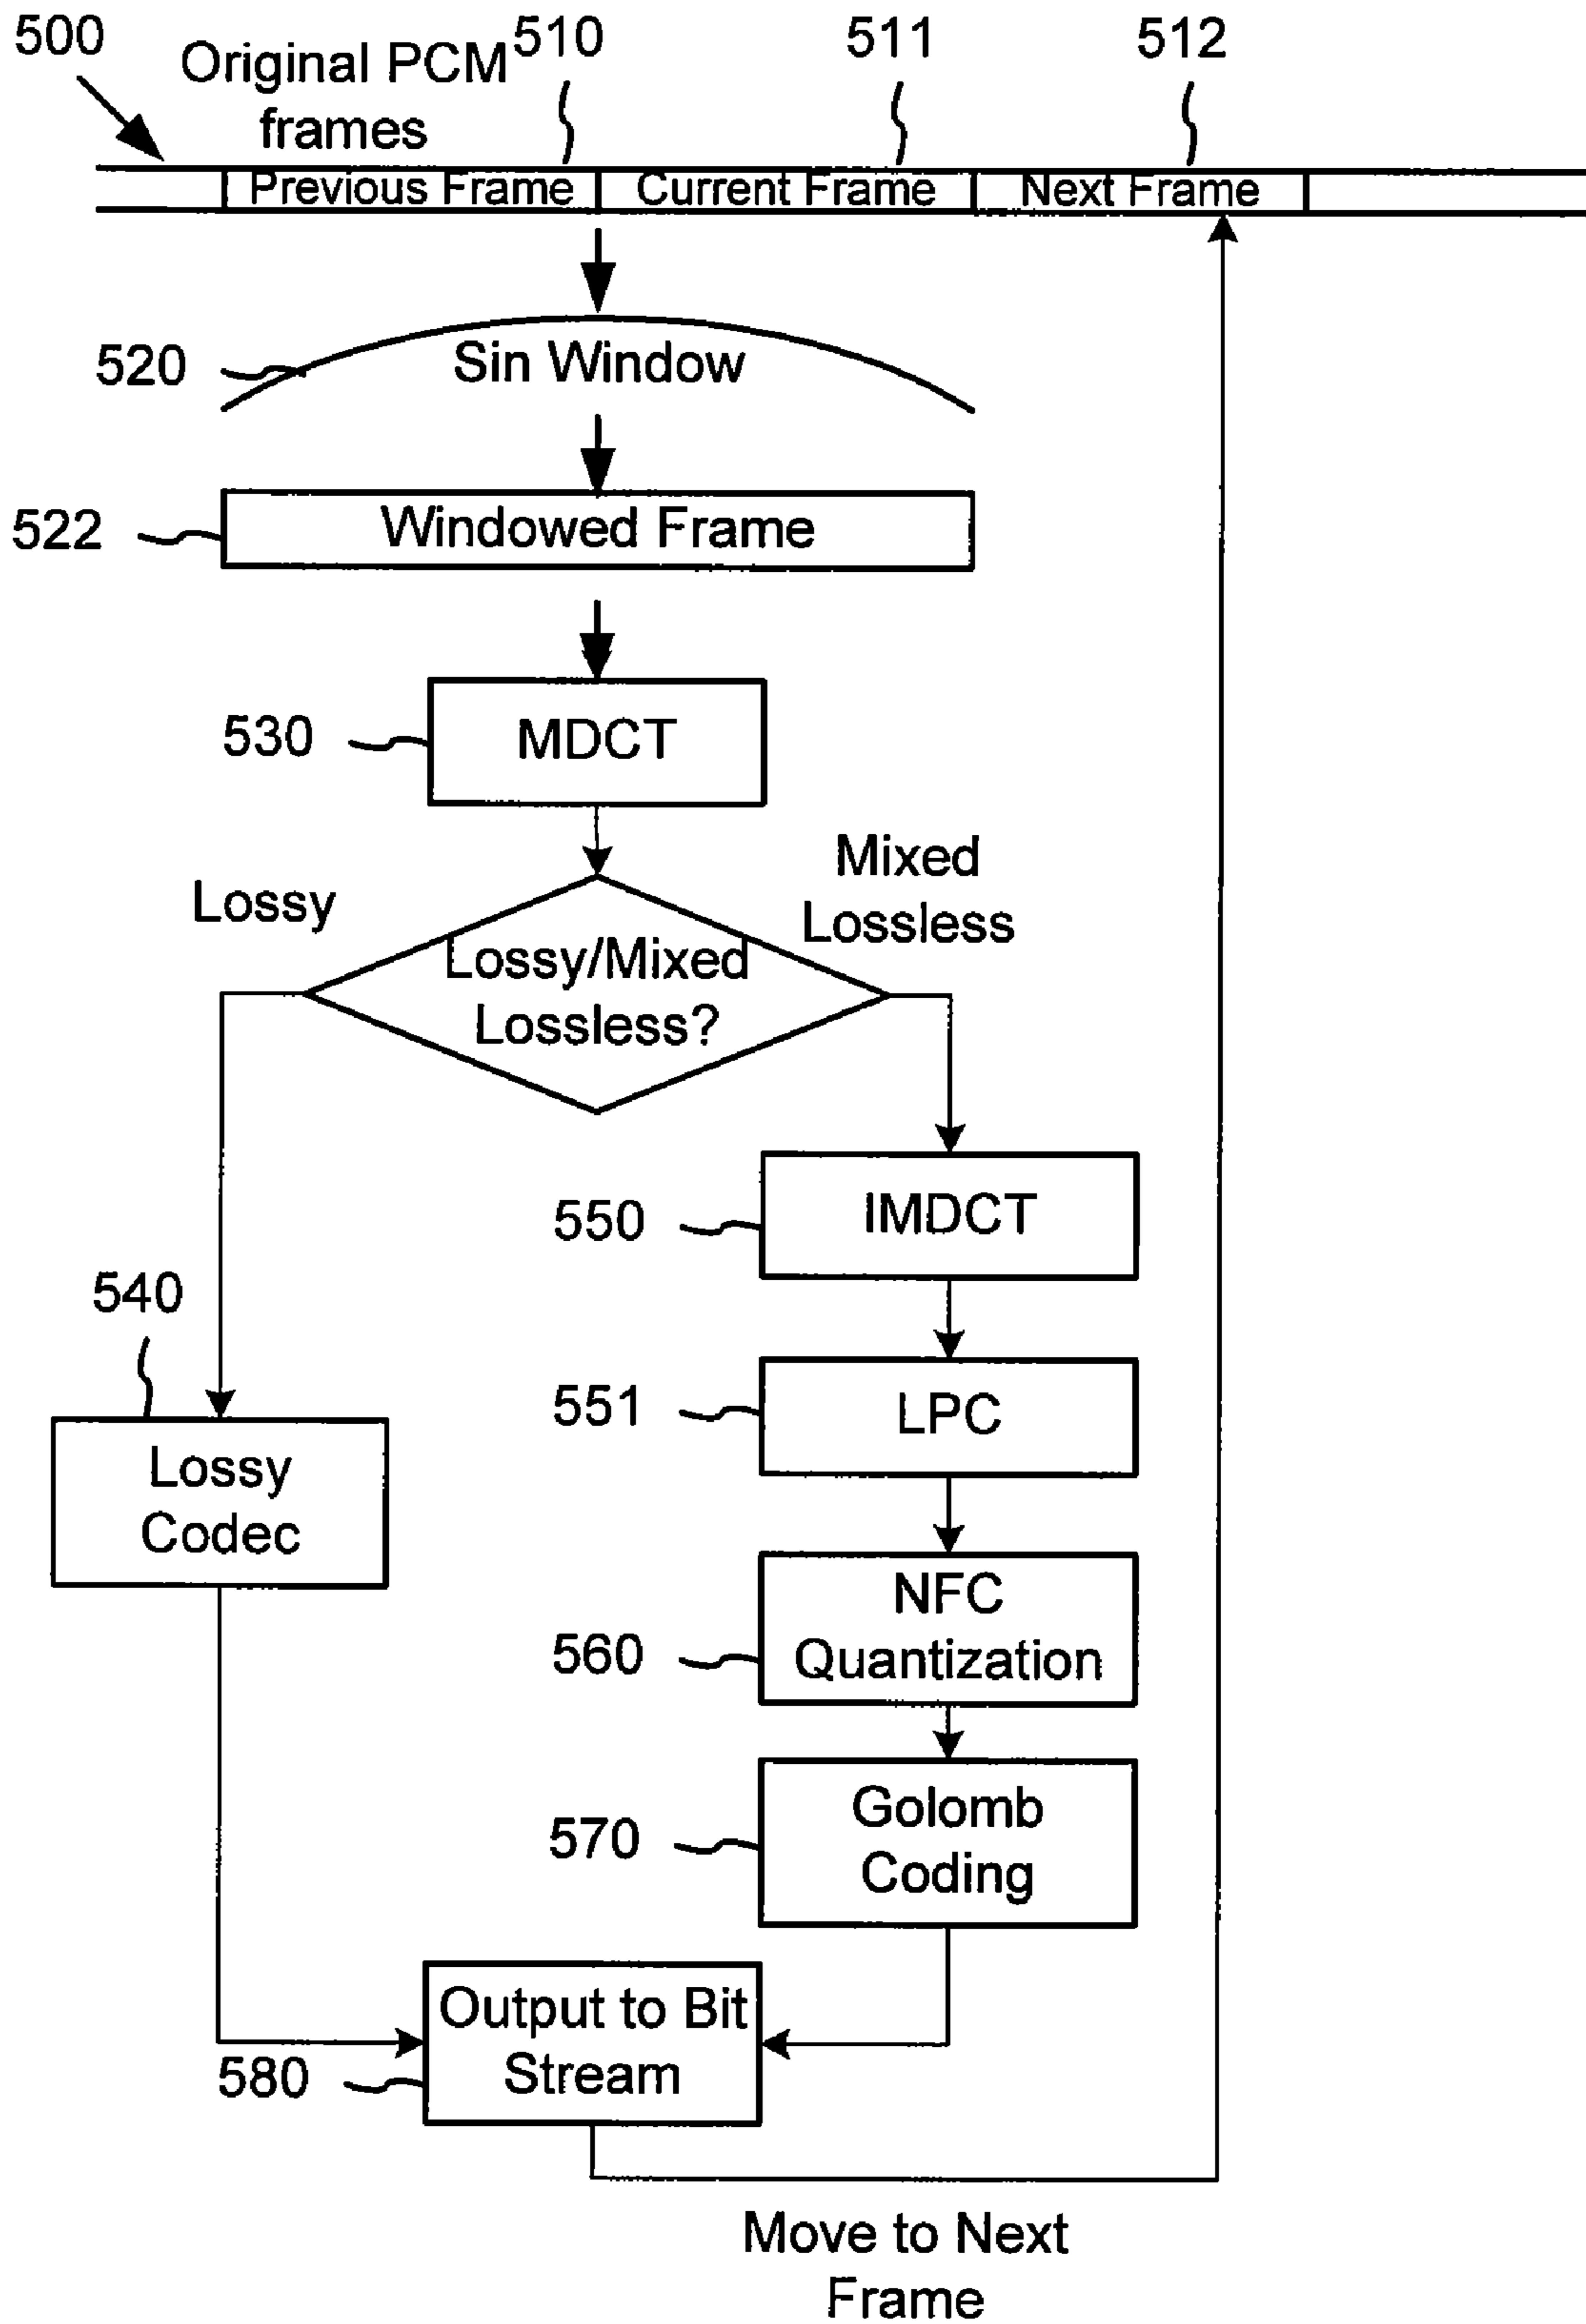 500
Original PCM
frames
510
511
512
Previous Frame
Current Frame
Next Frame
520
Sin Window
522
Windowed Frame
530
MDCT
Lossy
Mixed
Lossless
Lossy/Mixed
Lossless?
550
IMDCT
540
551
LPC
Lossy
Codec
560
NFC
Quantization
570
Golomb
Coding
Output to Bit
Stream
580
Move to Next
Frame